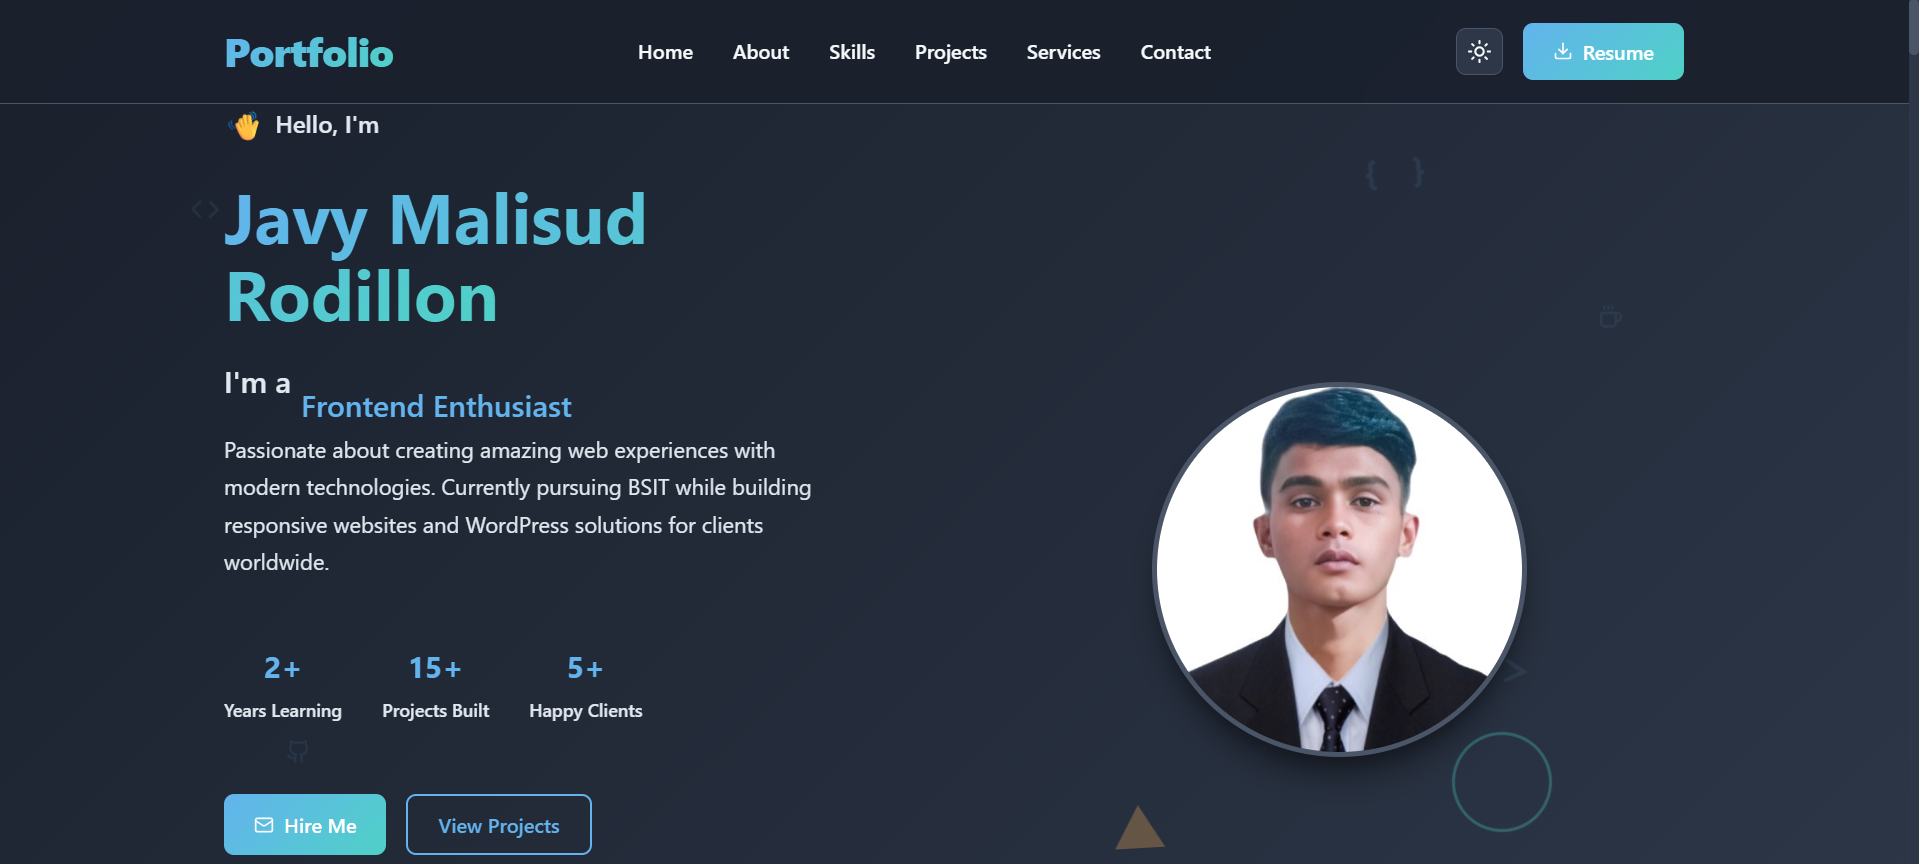 Portfolio
Home
About
Skills
Projects
Services
Contact
Resume
Hello, I'm
Javy Malisud
Rodillon
I'm a
Frontend Enthusiast
Passionate about creating amazing web experiences with
modern technologies. Currently pursuing BSIT while building
responsive websites and WordPress solutions for clients
worldwide.
2+
Years Learning
15+
Projects Built
5+
Happy Clients
Hire Me
View Projects